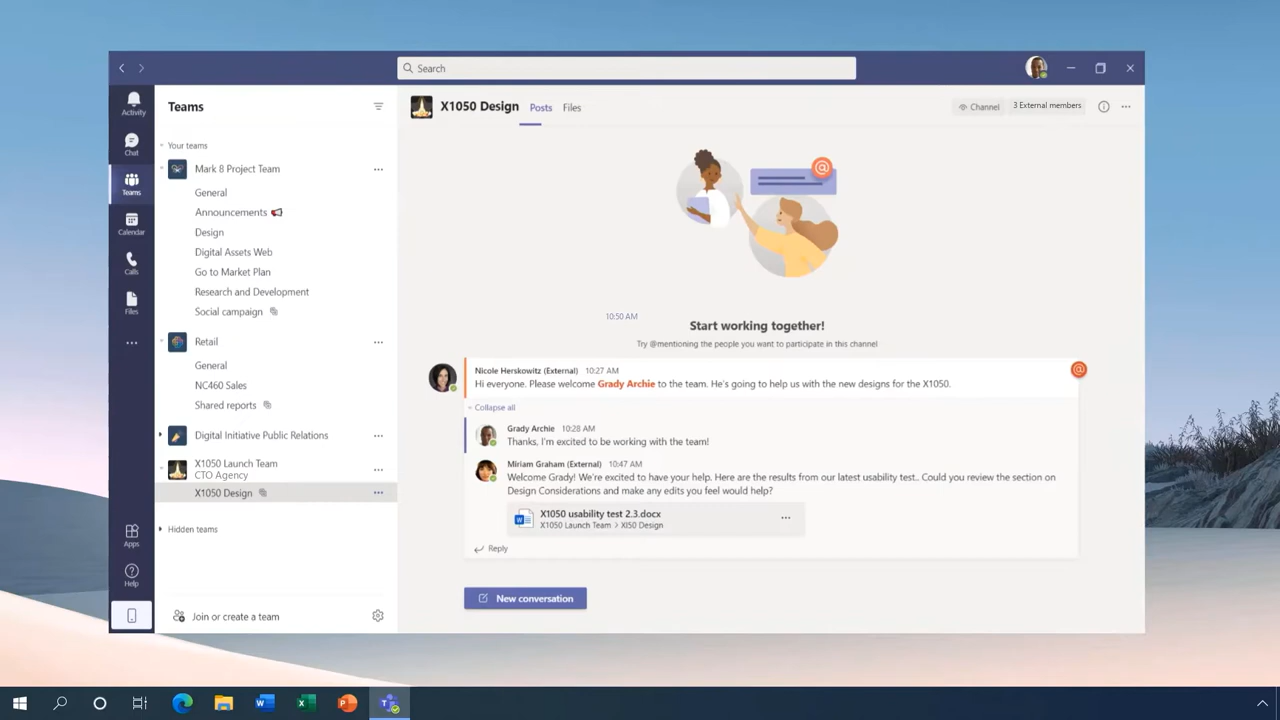 Search
Activity
Chat
Teams
Calendar
Calls
Files
Apps
Help
Teams
Your teams
Mark 8 Project Team
General
Announcements
Design
Digital Assets Web
Go to Market Plan
Research and Development
Social campaign
Retail
General
NC460 Sales
Shared reports
Digital Initiative Public Relations
X1050 Launch Team
CTO Agency
X1050 Design
Hidden teams
Join or create a team
X1050 Design Posts Files
Channel
3 External members
10:50 AM
Start working together!
Try @mentioning the people you want to participate in this channel
Nicole Herskowitz (External) 10:27 AM
Hi everyone. Please welcome Grady Archie to the team. He's going to help us with the new designs for the X1050.
Collapse all
Grady Archie 10:28 AM
Thanks, I'm excited to be working with the team!
Miriam Graham (External) 10:47 AM
Welcome Grady! We're excited to have your help. Here are the results from our latest usability test.. Could you review the section on
Design Considerations and make any edits you feel would help?
X1050 usability test 2.3.docx
X1050 Launch Team > XI50 Design
Reply
New conversation